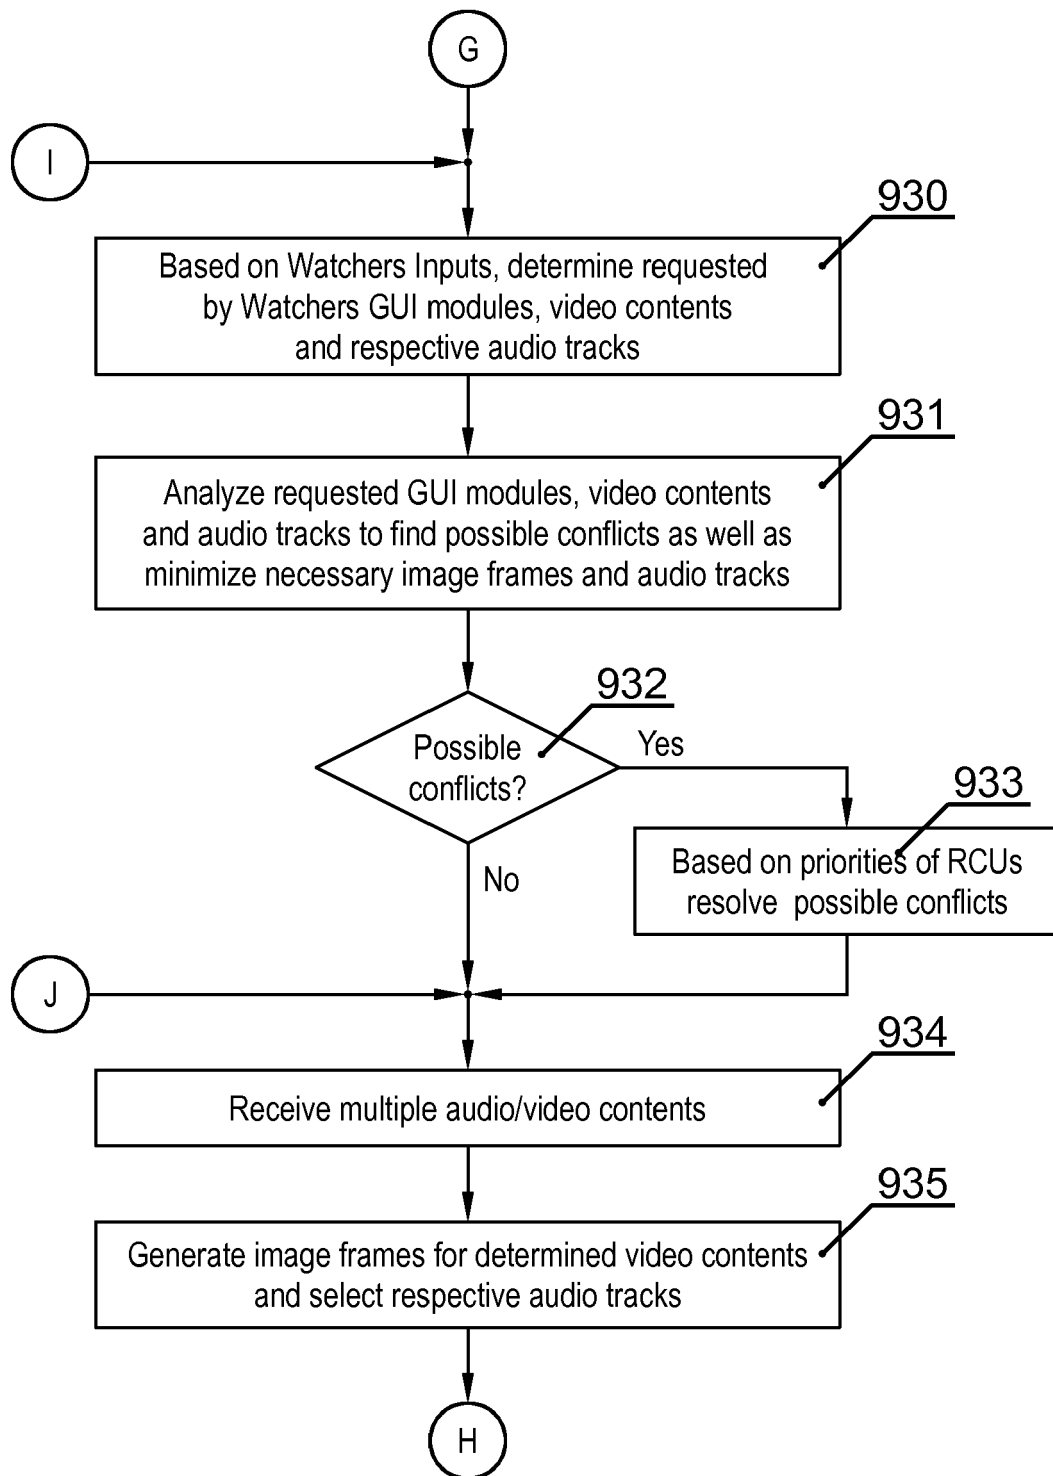 G
I
930
Based on Watchers Inputs, determine requested
by Watchers GUI modules, video contents
and respective audio tracks
931
Analyze requested GUI modules, video contents
and audio tracks to find possible conflicts as well as
minimize necessary image frames and audio tracks
932
Possible
conflicts?
Yes
933
Based on priorities of RCUs
resolve possible conflicts
No
J
934
Receive multiple audio/video contents
935
Generate image frames for determined video contents
and select respective audio tracks
H